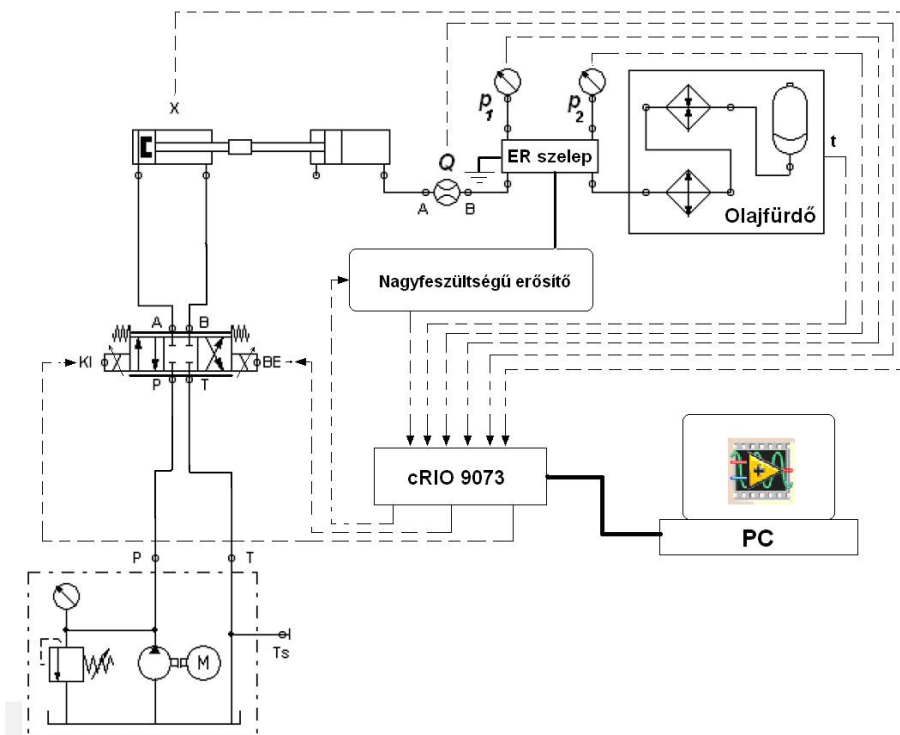 X
p1
p2
ER szelep
t
Q
A
B
Olajfürdő
Nagyfeszültségű erősítő
A
B
KI
BE
P
T
cRIO 9073
PC
P
T
M
Ts